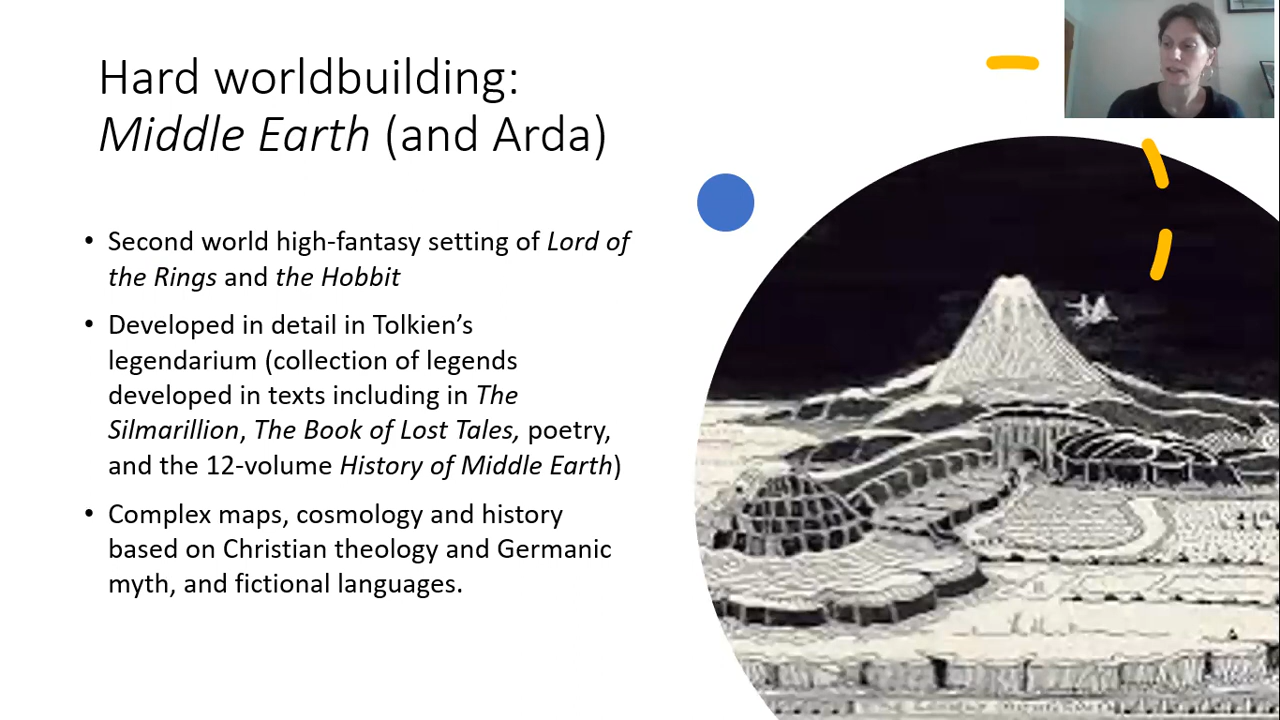 Hard worldbuilding:
Middle Earth (and Arda)
• Second world high-fantasy setting of Lord of
the Rings and the Hobbit
• Developed in detail in Tolkien’s
legendarium (collection of legends
developed in texts including in The
Silmarillion, The Book of Lost Tales, poetry,
and the 12-volume History of Middle Earth)
• Complex maps, cosmology and history
based on Christian theology and Germanic
myth, and fictional languages.